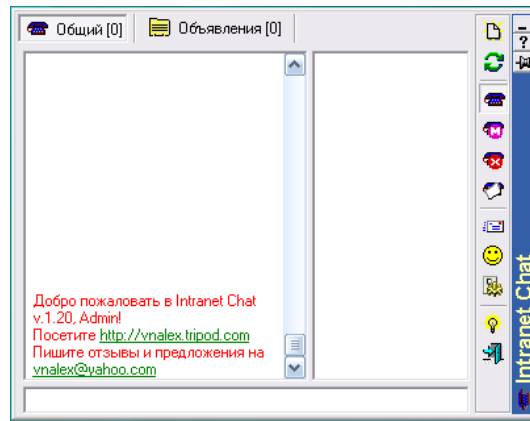 Общий [0]
Объявления [0]
Добро пожаловать в Intranet Chat
v.1.20, Admin!
Посетите http://vnalex.tripod.com
Пишите отзывы и предложения на
vnalex@yahoo.com
Intranet Chat